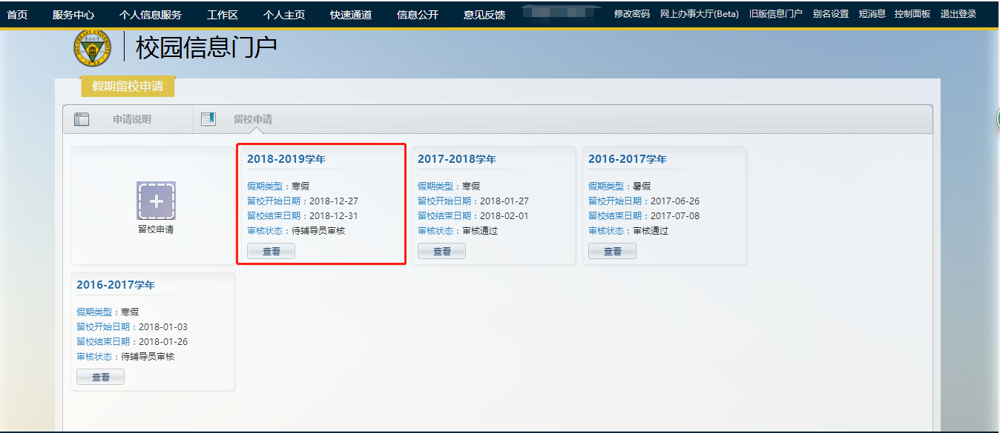 首页 服务中心 个人信息服务 工作区 个人主页 快速通道 信息公开 意见反馈 修改密码 网上办事大厅(Beta) 旧版信息门户 别名设置 短消息 控制面板 退出登录
校园信息门户
假期留校申请
申请说明 留校申请
留校申请
2018-2019学年
假期类型：寒假
留校开始日期：2018-12-27
留校结束日期：2018-12-31
审核状态：待辅导员审核
查看
2017-2018学年
假期类型：寒假
留校开始日期：2018-01-27
留校结束日期：2018-02-01
审核状态：审核通过
查看
2016-2017学年
假期类型：暑假
留校开始日期：2017-06-26
留校结束日期：2017-07-08
审核状态：审核通过
查看
2016-2017学年
假期类型：寒假
留校开始日期：2018-01-03
留校结束日期：2018-01-26
审核状态：待辅导员审核
查看